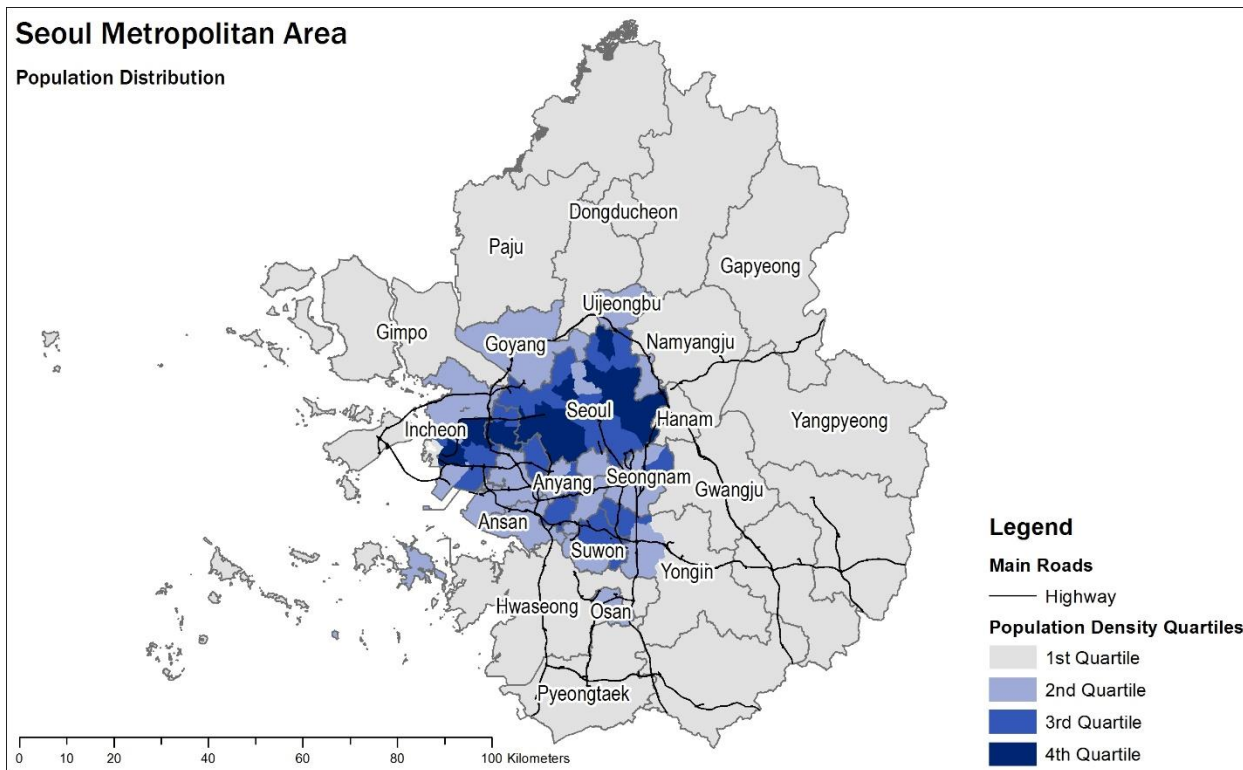 Seoul Metropolitan Area
Population Distribution
Dongducheon
Paju
Gapyeong
Uijeongbu
Gimpo
Goyang
Namyangju
Seoul
Hanam
Yangpyeong
Incheon
Anyang
Seongnam
Gwangju
Ansan
Suwon
Yongin
Hwaseong
Osan
Pyeongtaek
Legend
Main Roads
Highway
Population Density Quartiles
1st Quartile
2nd Quartile
3rd Quartile
4th Quartile
0 10 20 40 60 80 100 Kilometers